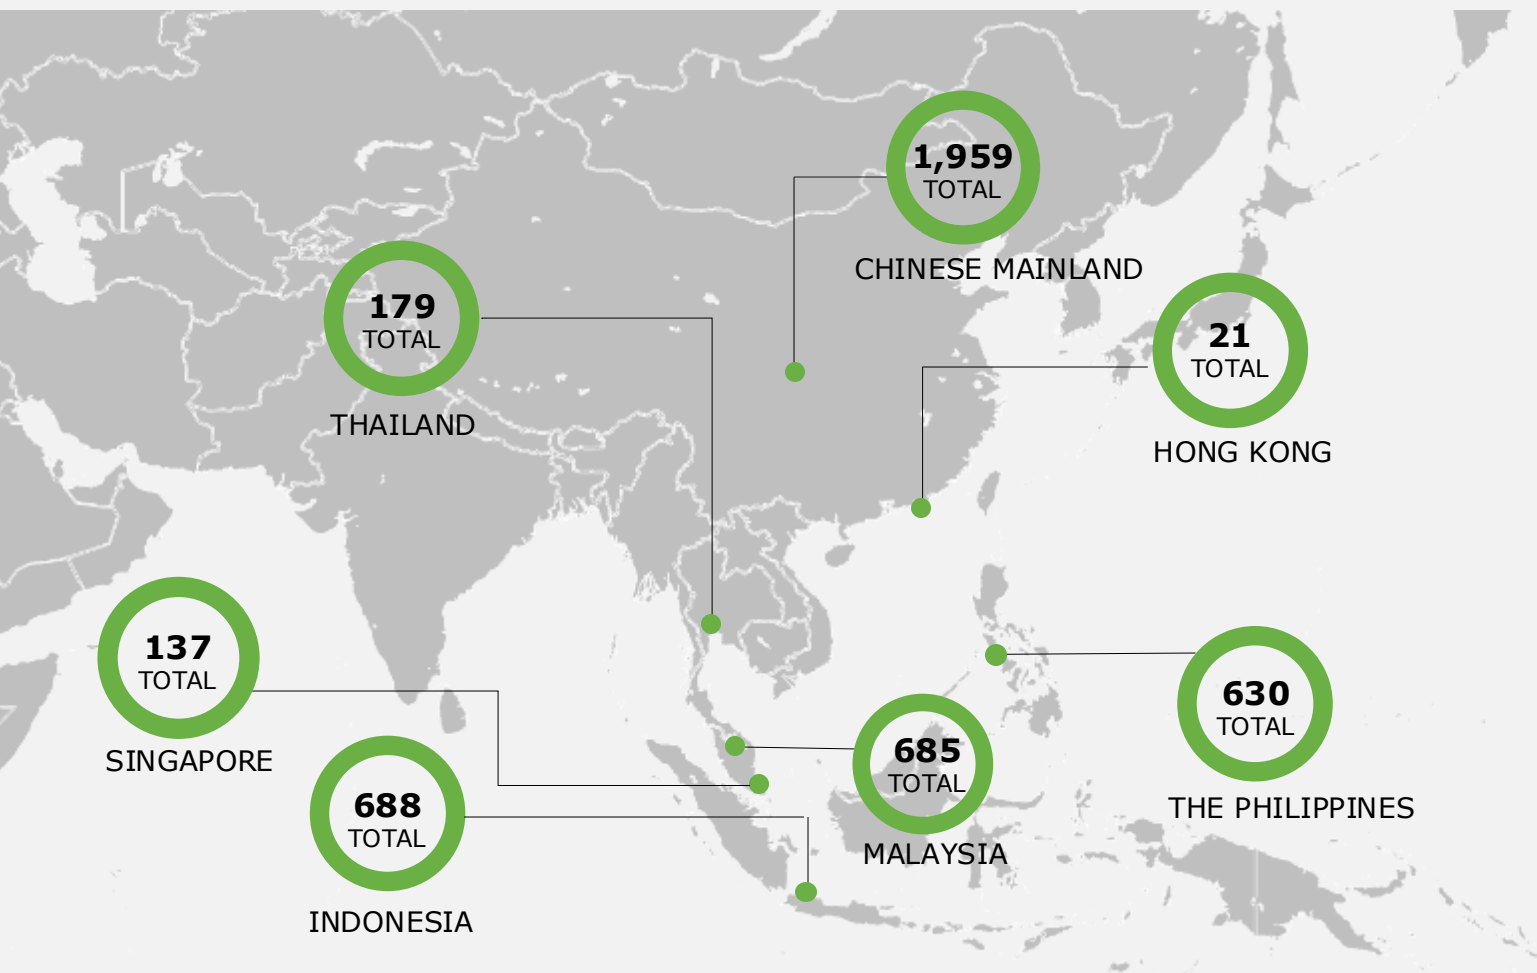 1,959
TOTAL
CHINESE MAINLAND
179
TOTAL
THAILAND
21
TOTAL
HONG KONG
137
TOTAL
SINGAPORE
630
TOTAL
THE PHILIPPINES
685
TOTAL
MALAYSIA
688
TOTAL
INDONESIA